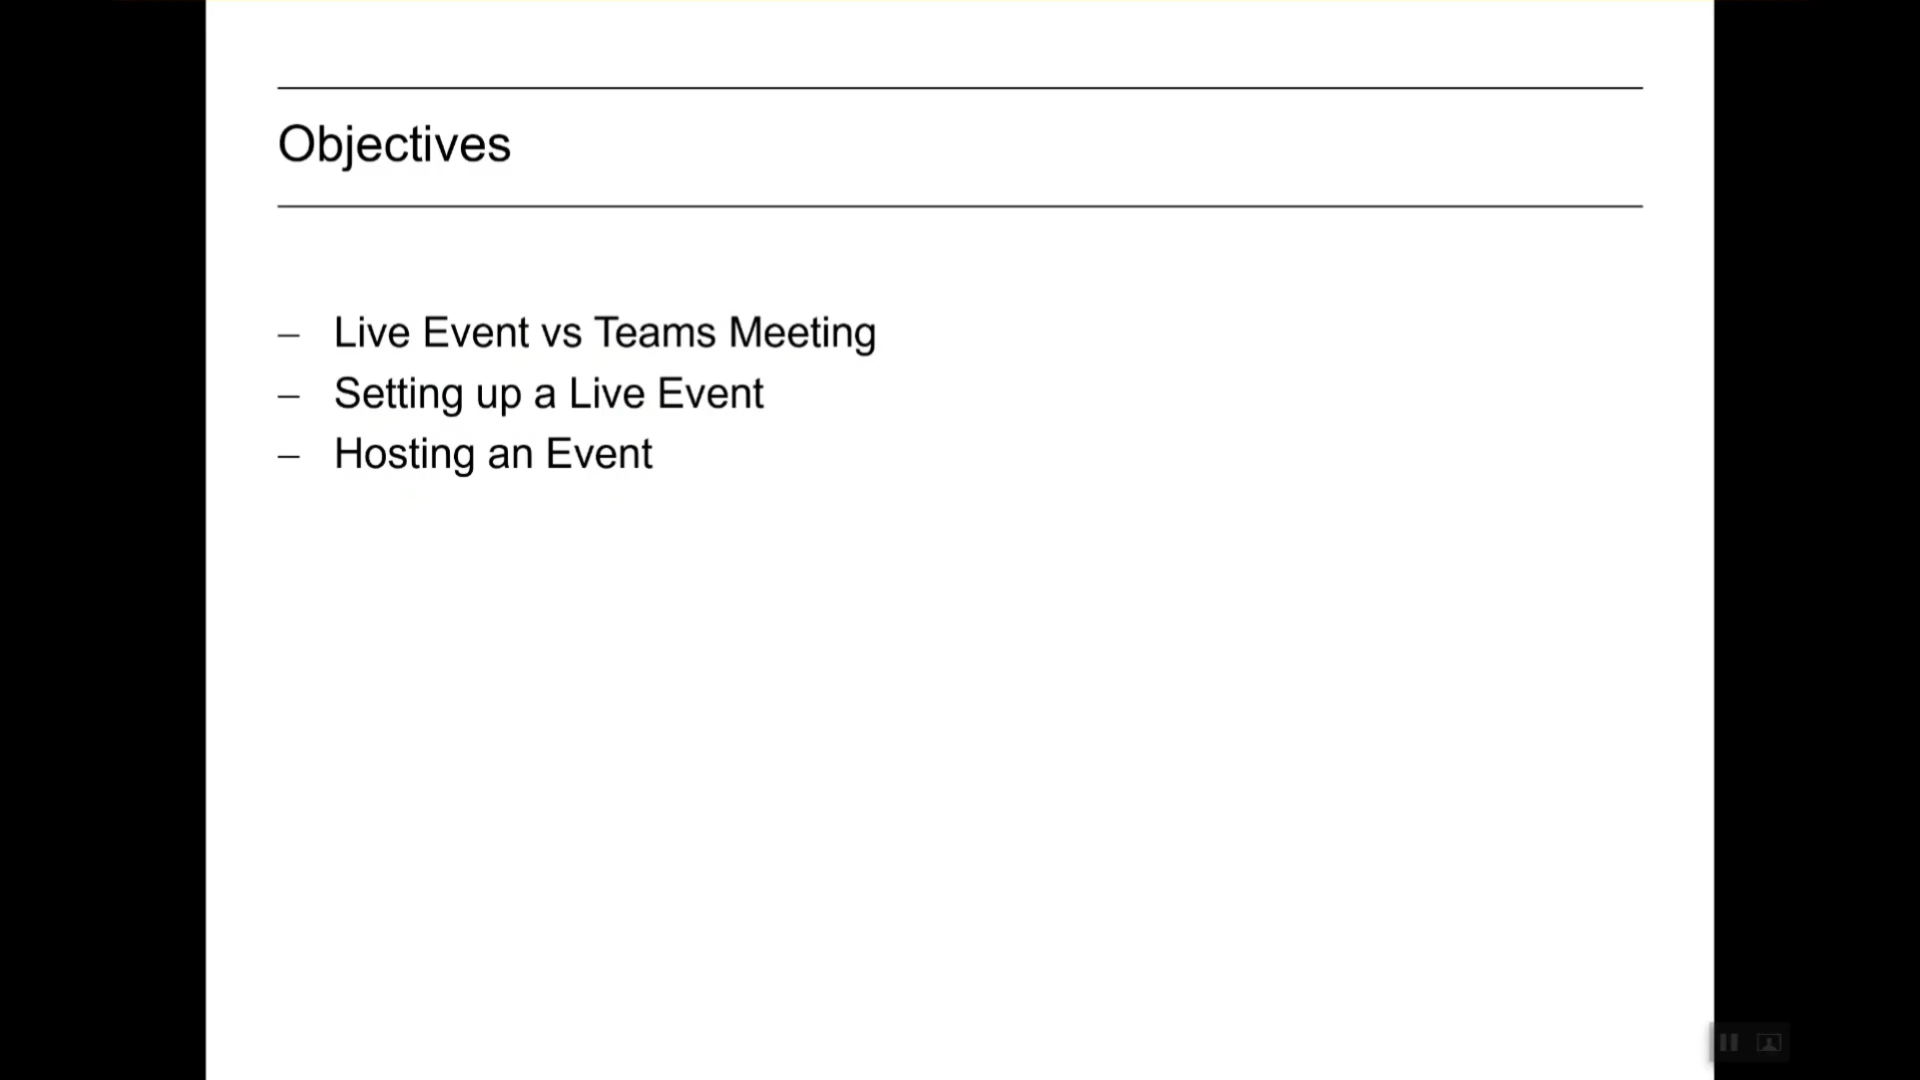 Objectives
– Live Event vs Teams Meeting
– Setting up a Live Event
– Hosting an Event